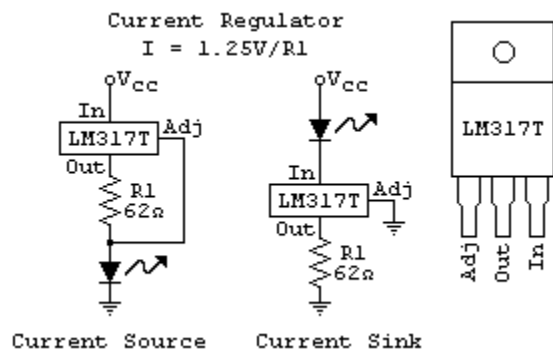 Current Regulator
I = 1.25V/R1
Vcc
In
LM317T
Adj
Out
R1
62Ω
Current Source
Vcc
In
LM317T
Adj
Out
R1
62Ω
Current Sink
LM317T
Adj
Out
In